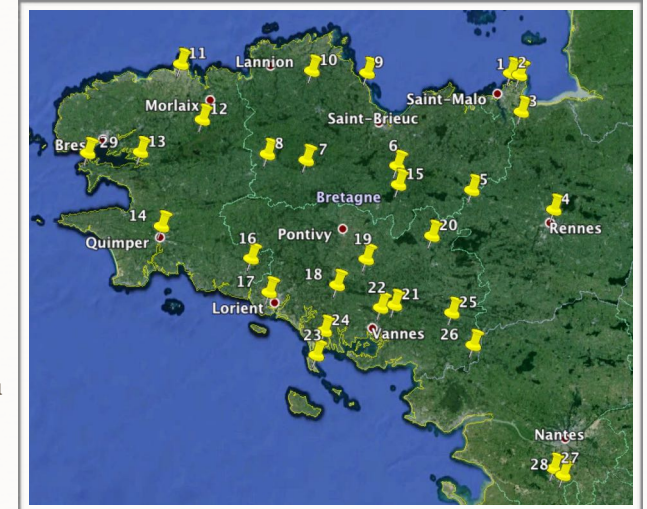 11
Lannion
10
9
1
2
Morlaix
12
Saint-Malo
3
Saint-Brieuc
Bres
29
13
8
7
6
15
5
Bretagne
14
4
Rennes
Quimper
Pontivy
20
16
19
18
17
22
21
25
Lorient
24
23
Vannes
26
Nantes
28
27